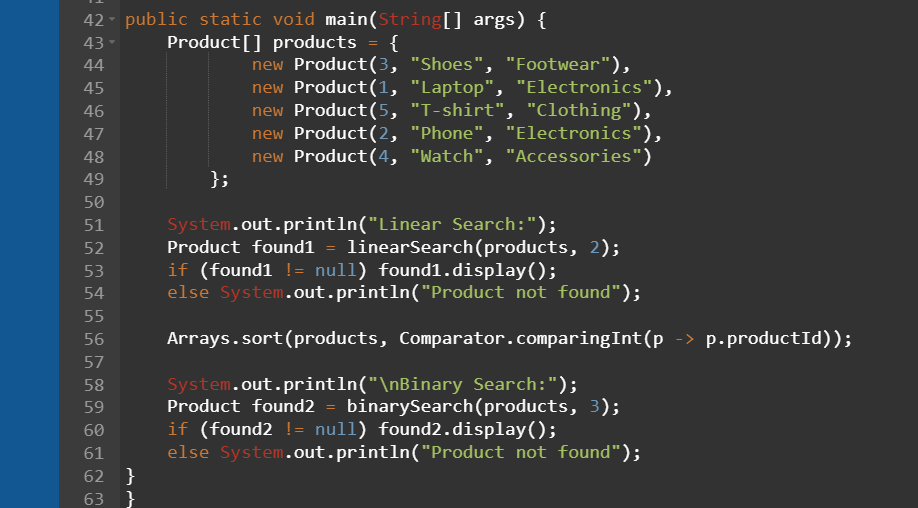 42 public static void main(String[] args) {
43     Product[] products = {
44             new Product(3, "Shoes", "Footwear"),
45             new Product(1, "Laptop", "Electronics"),
46             new Product(5, "T-shirt", "Clothing"),
47             new Product(2, "Phone", "Electronics"),
48             new Product(4, "Watch", "Accessories")
49         };
50
51     System.out.println("Linear Search:");
52     Product found1 = linearSearch(products, 2);
53     if (found1 != null) found1.display();
54     else System.out.println("Product not found");
55
56     Arrays.sort(products, Comparator.comparingInt(p -> p.productId));
57
58     System.out.println("\nBinary Search:");
59     Product found2 = binarySearch(products, 3);
60     if (found2 != null) found2.display();
61     else System.out.println("Product not found");
62 }
63 }